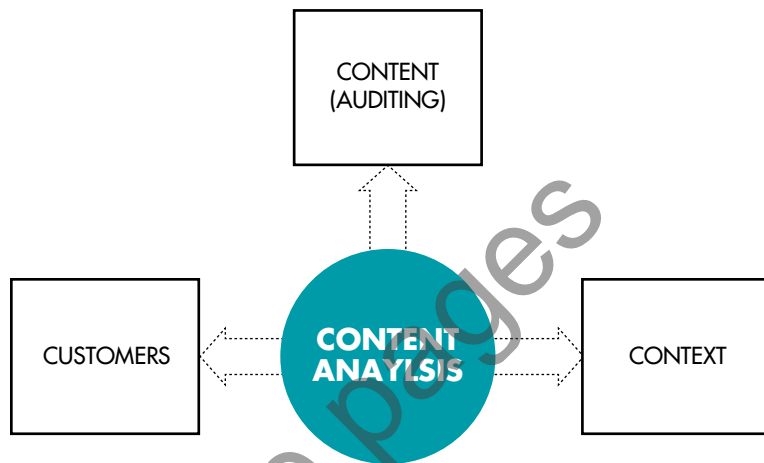 CONTENT
(AUDITING)
CUSTOMERS
CONTENT
ANAYLSIS
CONTEXT
pages